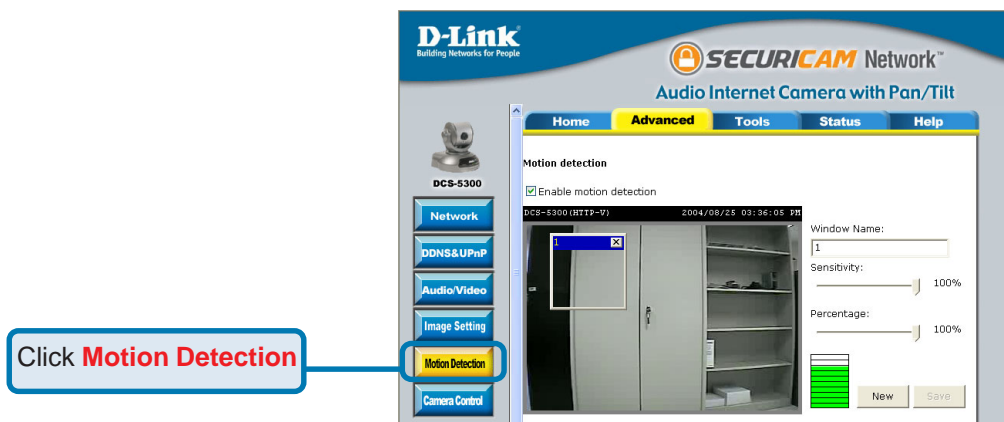 D-Link
Building Networks for People
SECURICAM Network™
Audio Internet Camera with Pan/Tilt
Home
Advanced
Tools
Status
Help
DCS-5300
Network
DDNS&UPnP
Audio/Video
Image Setting
Motion Detection
Camera Control
Motion detection
Enable motion detection
DCS-5300(HTTP-V) 2004/08/25 03:36:05 PM
1
Window Name:
1
Sensitivity:
100%
Percentage:
100%
New
Save
Click Motion Detection